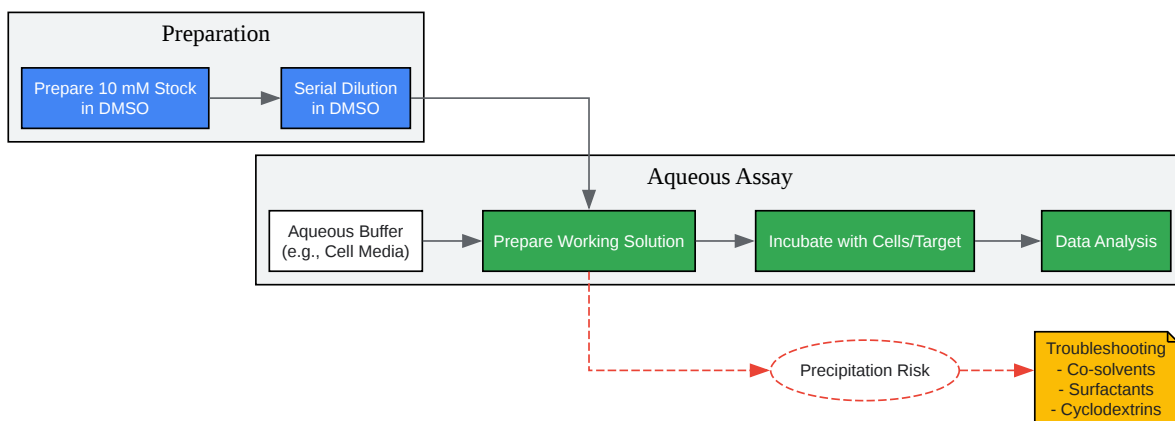 Preparation
Prepare 10 mM Stock
in DMSO
Serial Dilution
in DMSO
Aqueous Assay
Aqueous Buffer
(e.g., Cell Media)
Prepare Working Solution
Incubate with Cells/Target
Data Analysis
Precipitation Risk
Troubleshooting
- Co-solvents
- Surfactants
- Cyclodextrins